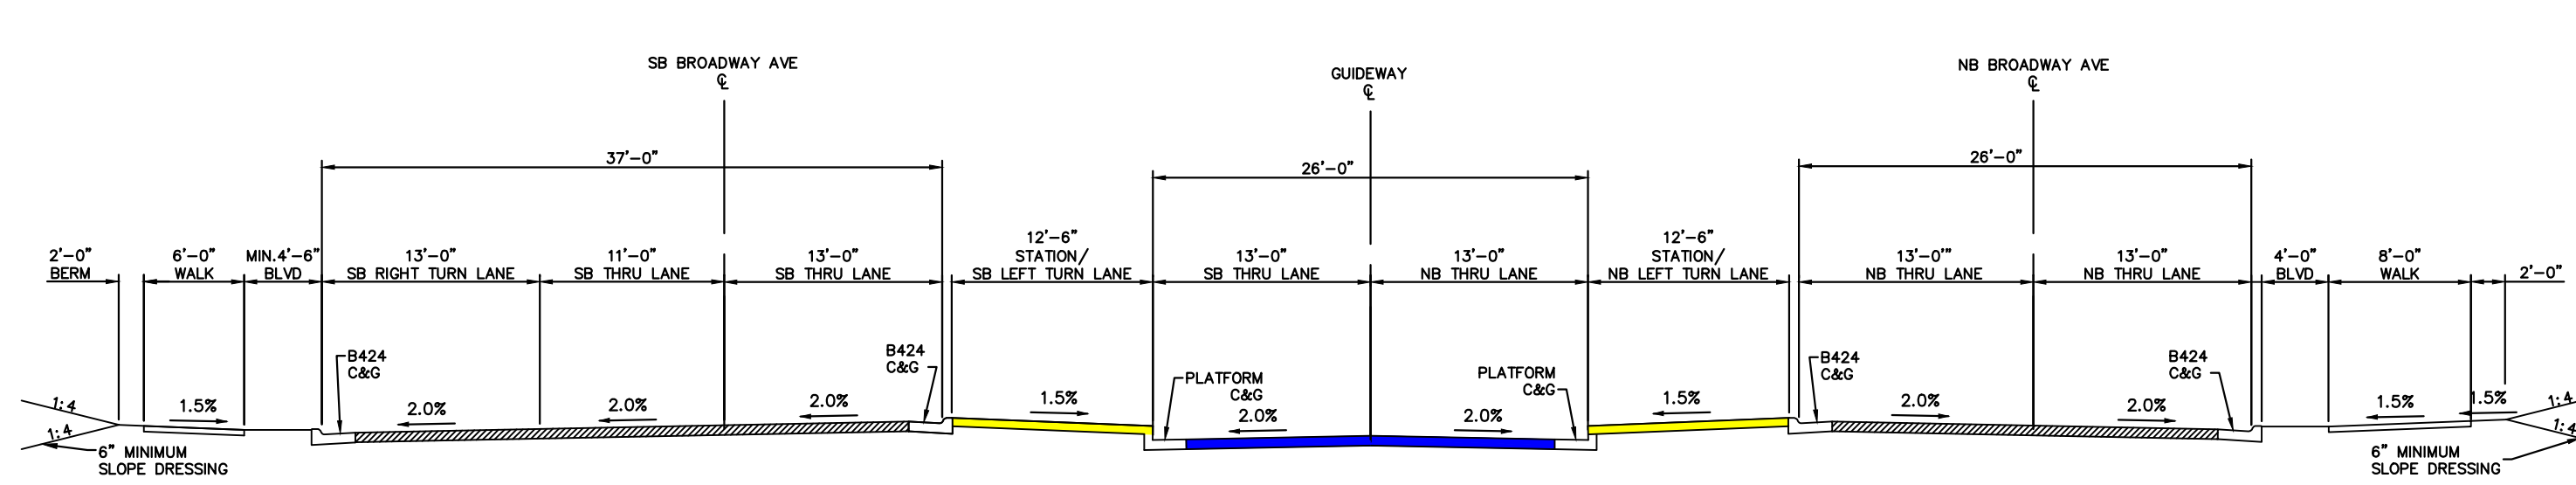 SB BROADWAY AVE
℄
GUIDEWAY
℄
NB BROADWAY AVE
℄
37'-0"
26'-0"
26'-0"
2'-0"
BERM
6'-0"
WALK
MIN.4'-6"
BLVD
13'-0"
SB RIGHT TURN LANE
11'-0"
SB THRU LANE
13'-0"
SB THRU LANE
12'-6"
STATION/
SB LEFT TURN LANE
13'-0"
SB THRU LANE
13'-0"
NB THRU LANE
12'-6"
STATION/
NB LEFT TURN LANE
13'-0'"
NB THRU LANE
13'-0"
NB THRU LANE
4'-0"
BLVD
8'-0"
WALK
2'-0"
B424
C&G
B424
C&G
PLATFORM
C&G
PLATFORM
C&G
B424
C&G
B424
C&G
1:4
1:4
1.5%
2.0%
2.0%
2.0%
1.5%
2.0%
2.0%
1.5%
2.0%
2.0%
1.5%
1.5%
1:4
1:4
6" MINIMUM
SLOPE DRESSING
6" MINIMUM
SLOPE DRESSING